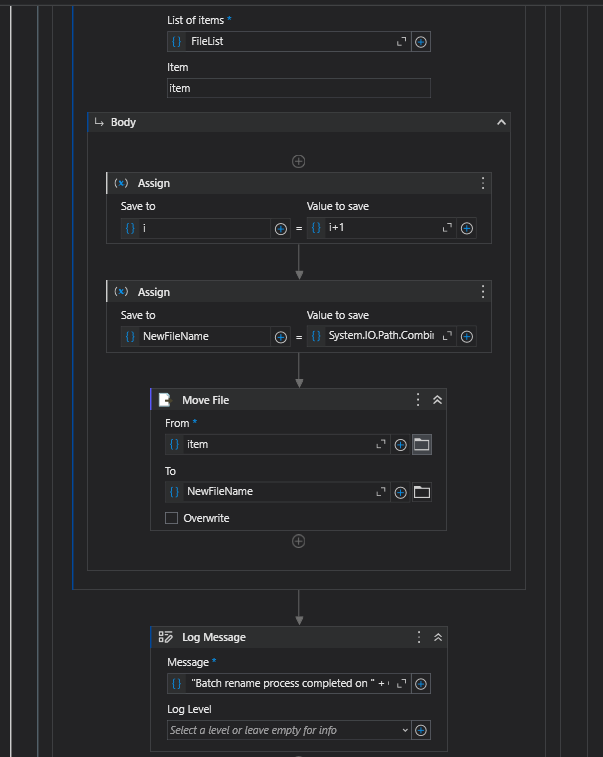 List of items *
FileList
Item
item
Body
Assign
Save to Value to save
i = i+1
Assign
Save to Value to save
NewFileName = System.IO.Path.Combi
Move File
From *
item
To
NewFileName
Overwrite
Log Message
Message *
"Batch rename process completed on " +
Log Level
Select a level or leave empty for info